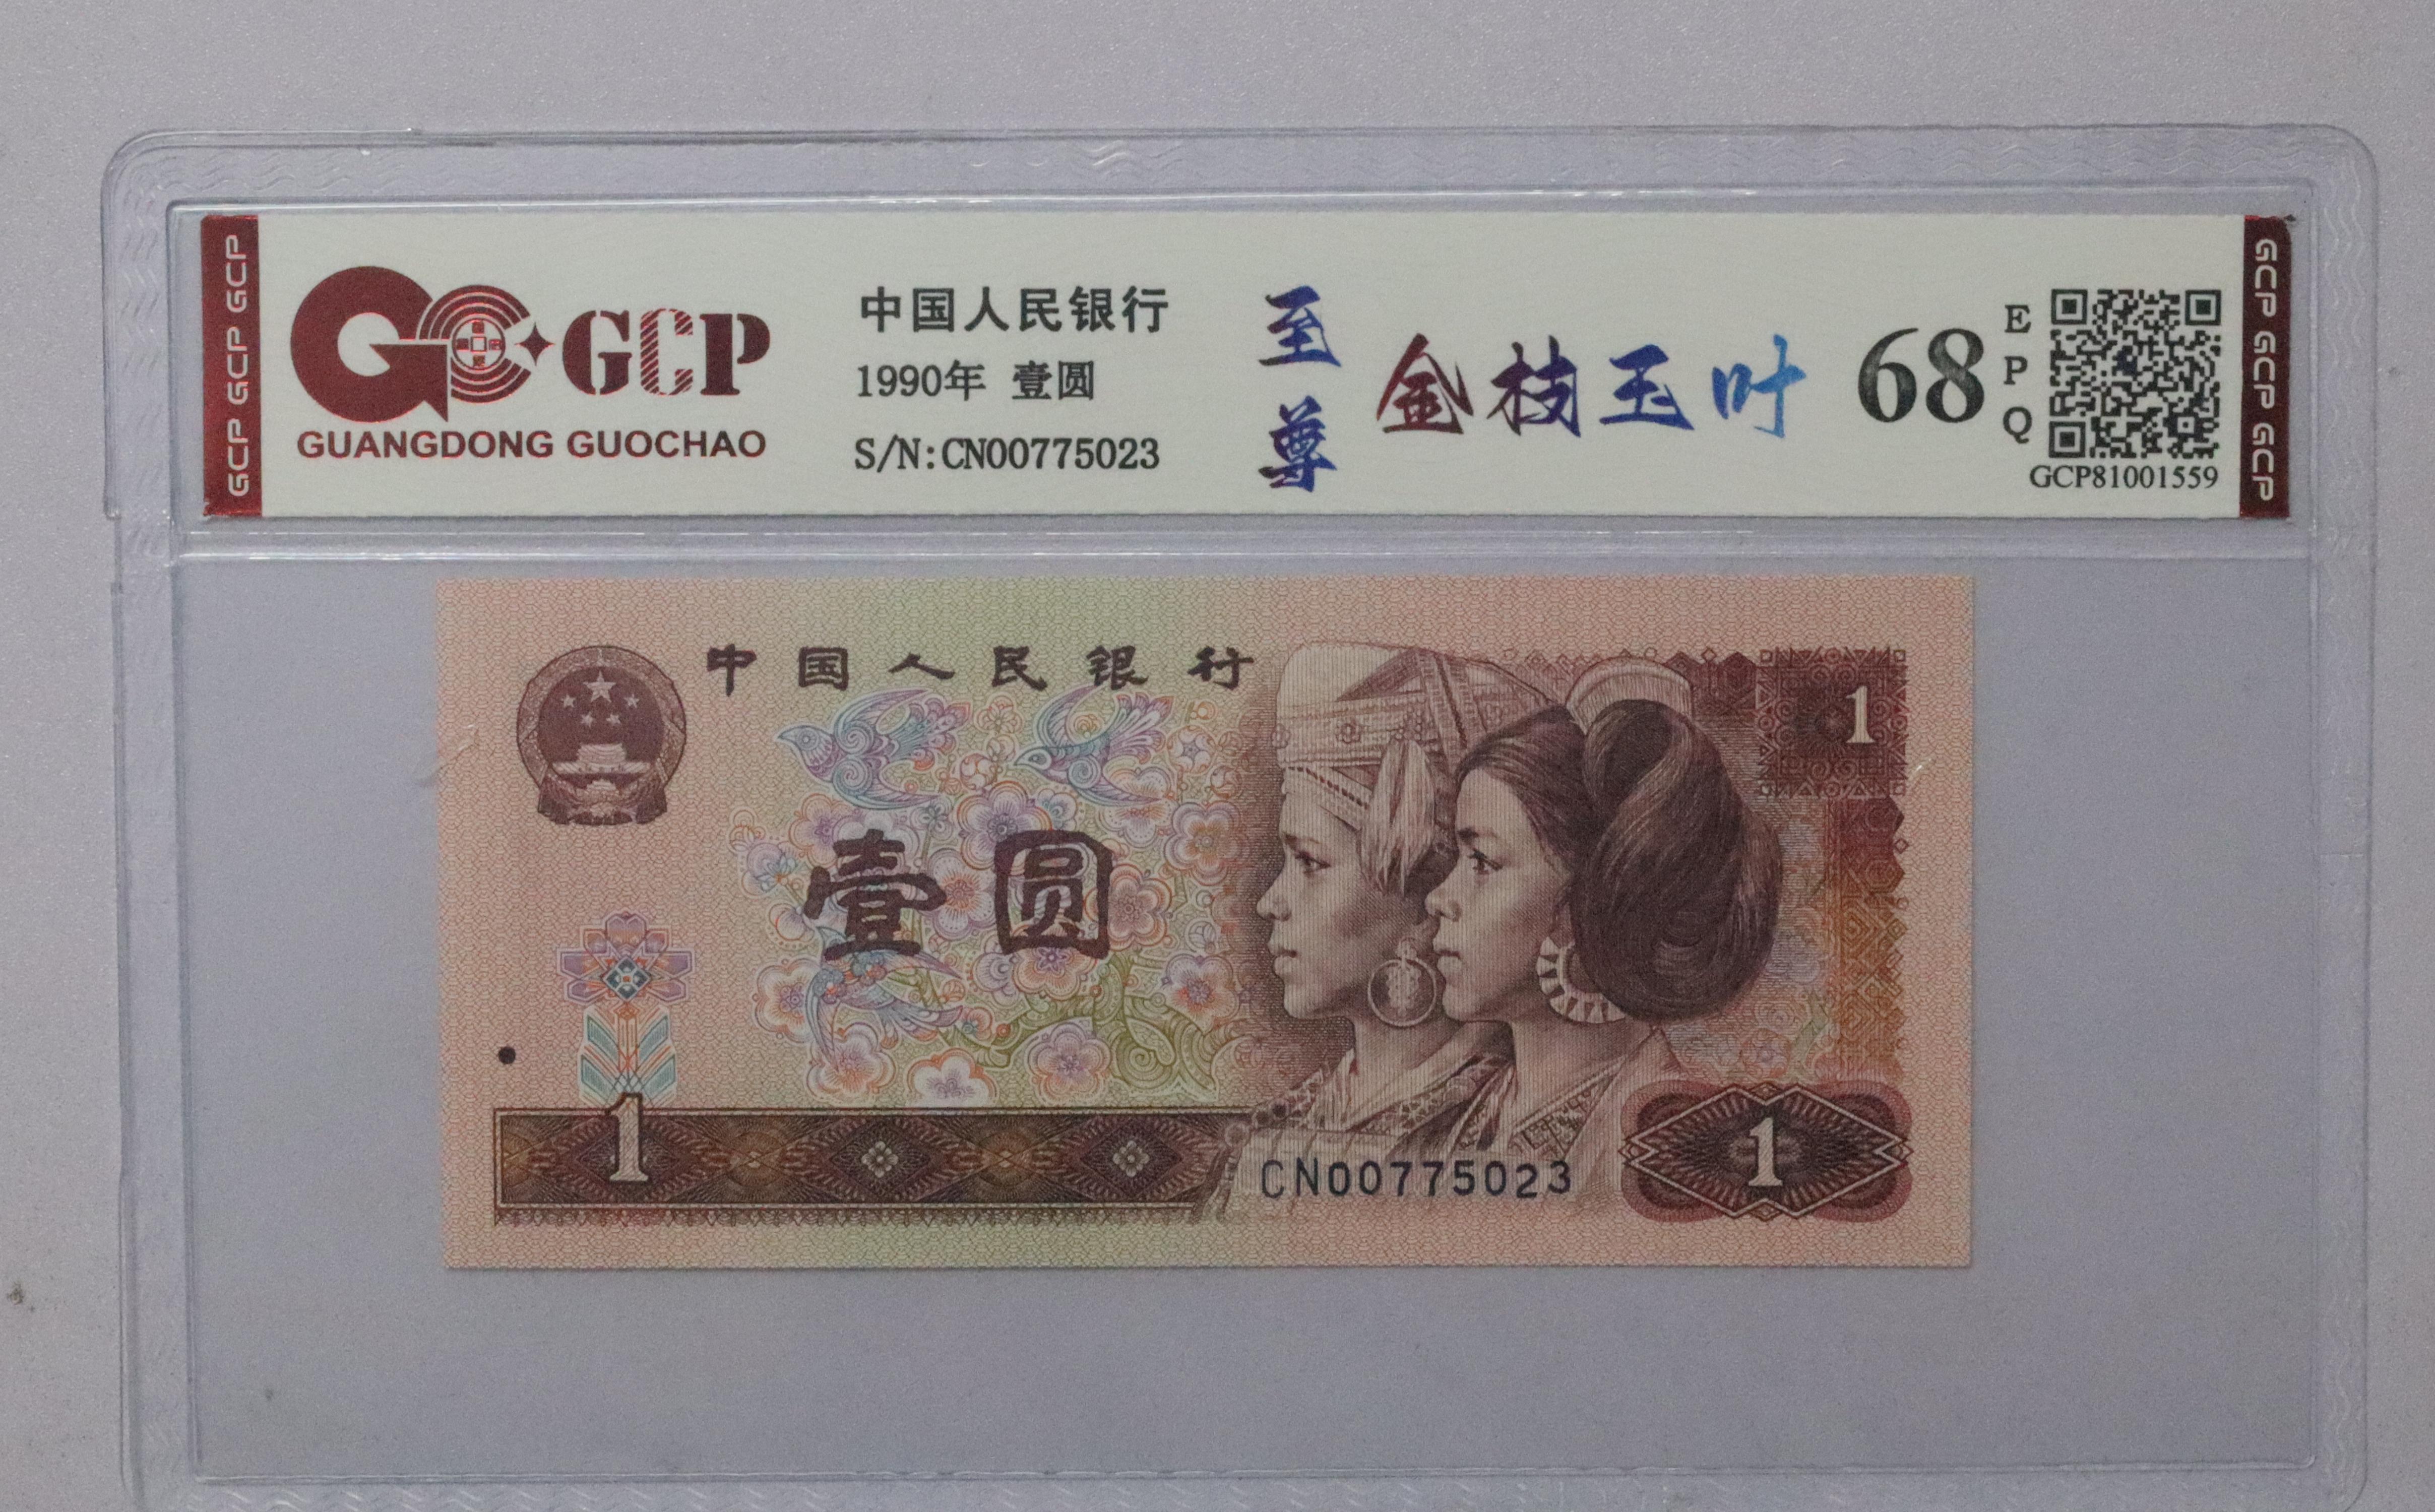 GCP GCP GCP
GCP
GUANGDONG GUOCHAO
中国人民银行
1990年 壹圆
S/N:CN00775023
至尊
金枝玉叶
68
EPQ
GCP81001559
GCP GCP GCP
中国人民银行
1
壹圆
1
CN00775023
1